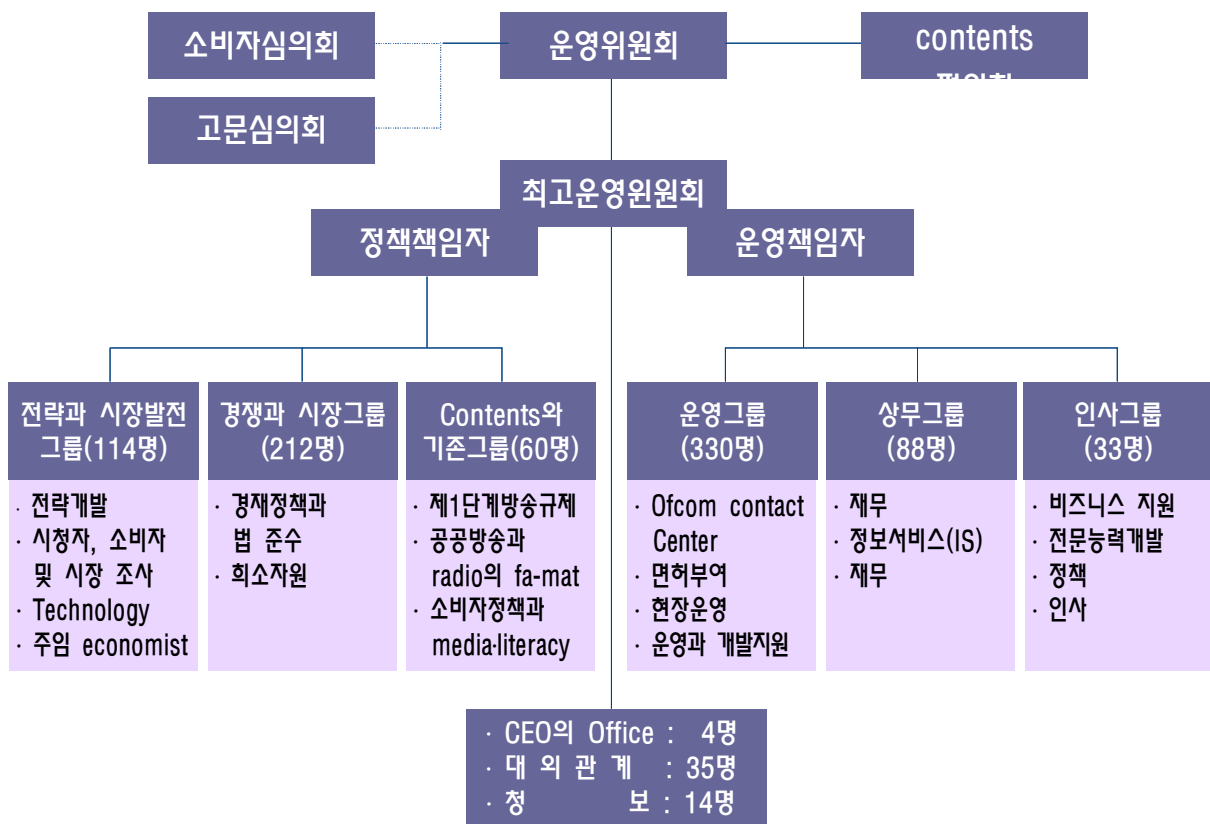 소비자심의회
운영위원회
contents
고문심의회
최고운영위원회
정책책임자
운영책임자
전략과 시장발전
그룹(114명)
경쟁과 시장그룹
(212명)
Contents와
기존그룹(60명)
운영그룹
(330명)
상무그룹
(88명)
인사그룹
(33명)
· 전략개발
· 시청자, 소비자
및 시장 조사
· Technology
· 주임 economist
· 경재정책과
법 준수
· 희소자원
· 제1단계방송규제
· 공공방송과
radio의 fa-mat
· 소비자정책과
media·literacy
· Ofcom contact
Center
· 면허부여
· 현장운영
· 운영과 개발지원
· 재무
· 정보서비스(IS)
· 재무
· 비즈니스 지원
· 전문능력개발
· 정책
· 인사
· CEO의 Office : 4명
· 대 외 관 계 : 35명
· 청 보 : 14명